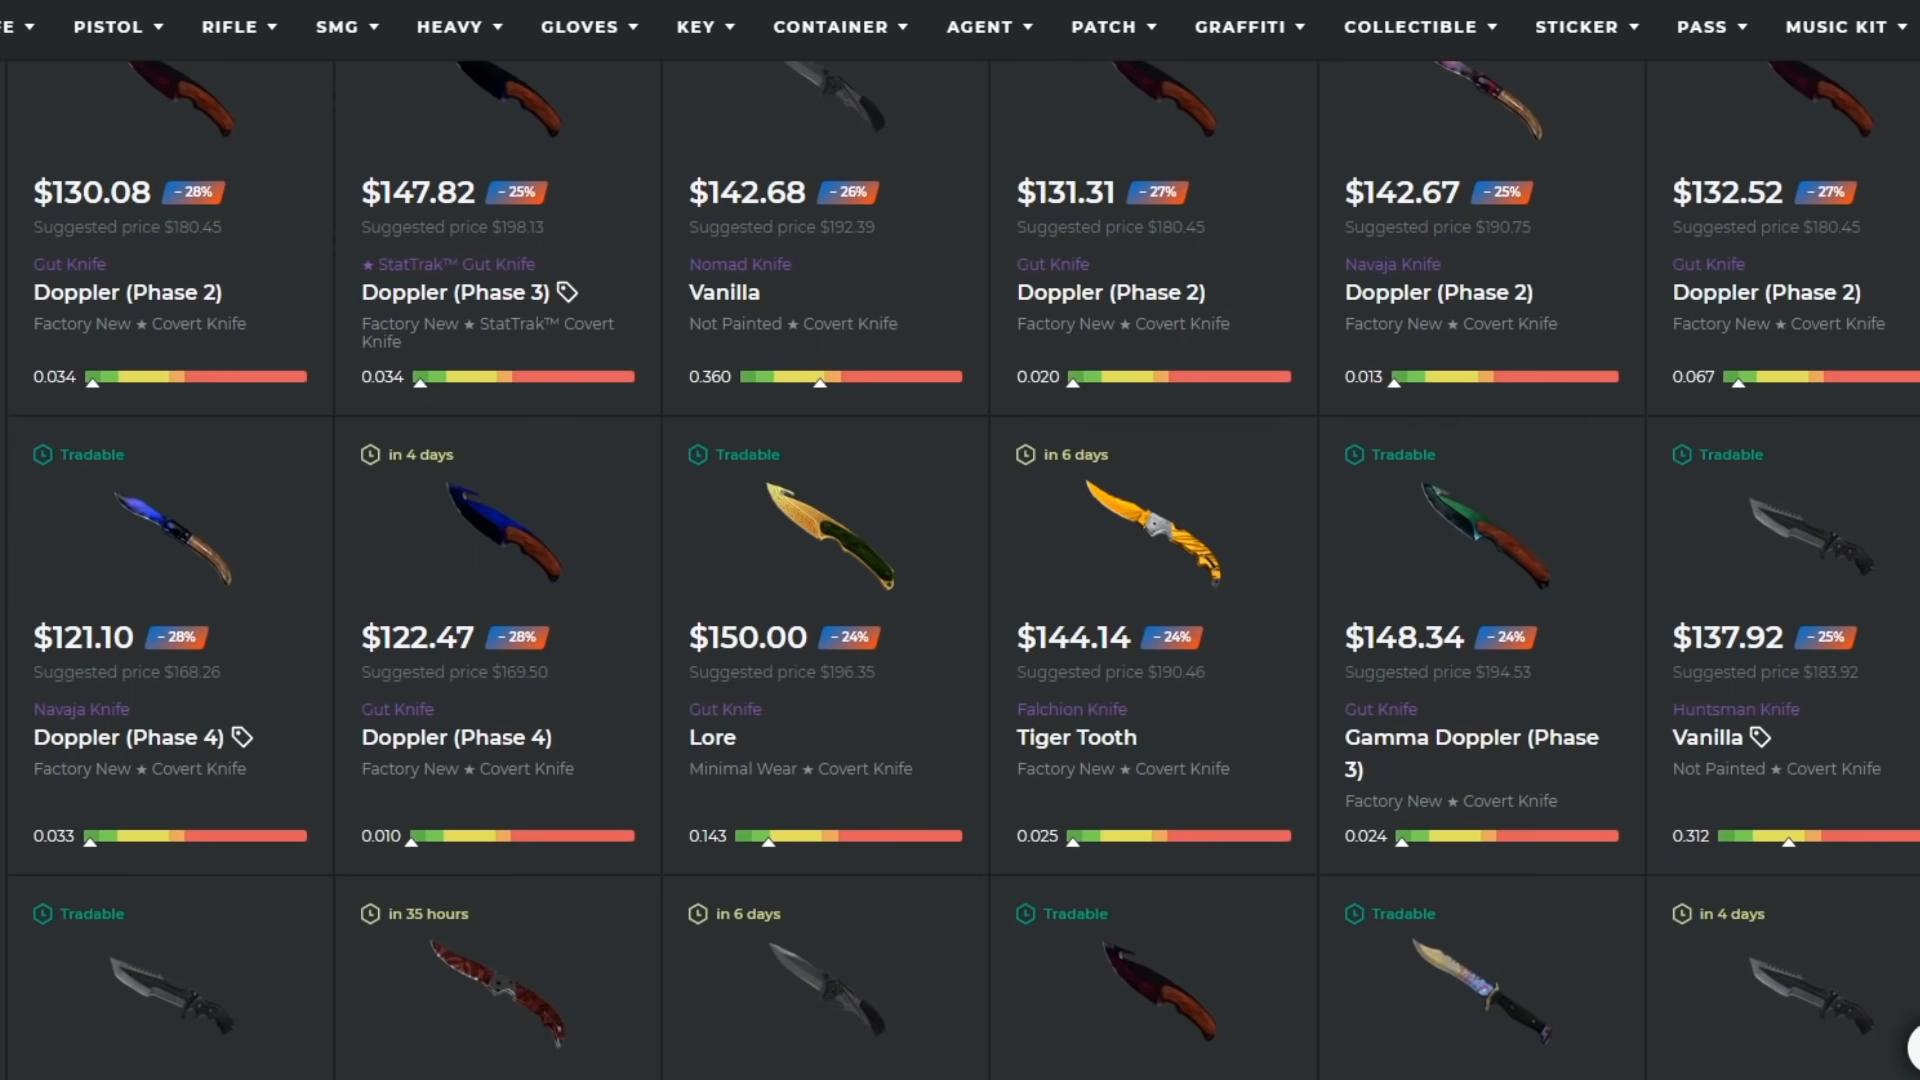 FE PISTOL RIFLE SMG HEAVY GLOVES KEY CONTAINER AGENT PATCH GRAFFITI COLLECTIBLE STICKER PASS MUSIC KIT
$130.08 – 28% $147.82 – 25% $142.68 – 26% $131.31 – 27% $142.67 – 25% $132.52 – 27%
Suggested price $180.45 Suggested price $198.13 Suggested price $192.39 Suggested price $180.45 Suggested price $190.75 Suggested price $180.45
Gut Knife ★ StatTrak™ Gut Knife Nomad Knife Gut Knife Navaja Knife Gut Knife
Doppler (Phase 2) Doppler (Phase 3) Vanilla Doppler (Phase 2) Doppler (Phase 2) Doppler (Phase 2)
Factory New ★ Covert Knife Factory New ★ StatTrak™ Covert Not Painted ★ Covert Knife Factory New ★ Covert Knife Factory New ★ Covert Knife Factory New ★ Covert Knife
Knife
0.034 0.034 0.360 0.020 0.013 0.067
Tradable in 4 days Tradable in 6 days Tradable Tradable
$121.10 – 28% $122.47 – 28% $150.00 – 24% $144.14 – 24% $148.34 – 24% $137.92 – 25%
Suggested price $168.26 Suggested price $169.50 Suggested price $196.35 Suggested price $190.46 Suggested price $194.53 Suggested price $183.92
Navaja Knife Gut Knife Gut Knife Falchion Knife Gut Knife Huntsman Knife
Doppler (Phase 4) Doppler (Phase 4) Lore Tiger Tooth Gamma Doppler (Phase Vanilla
3)
Factory New ★ Covert Knife Factory New ★ Covert Knife Minimal Wear ★ Covert Knife Factory New ★ Covert Knife Factory New ★ Covert Knife Not Painted ★ Covert Knife
0.033 0.010 0.143 0.025 0.024 0.312
Tradable in 35 hours in 6 days Tradable Tradable in 4 days